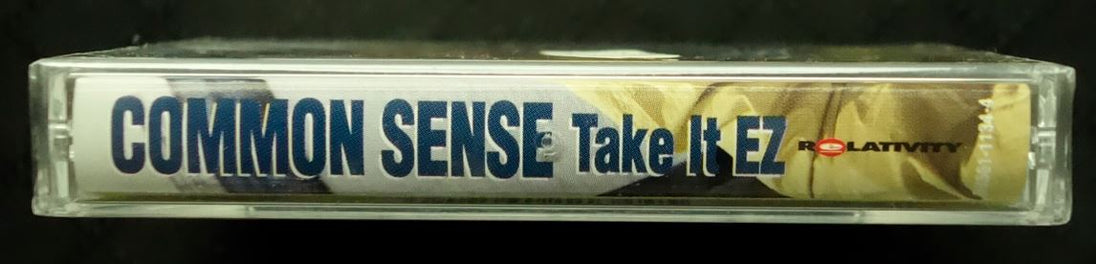 COMMON SENSE Take It EZ RELATIVITY